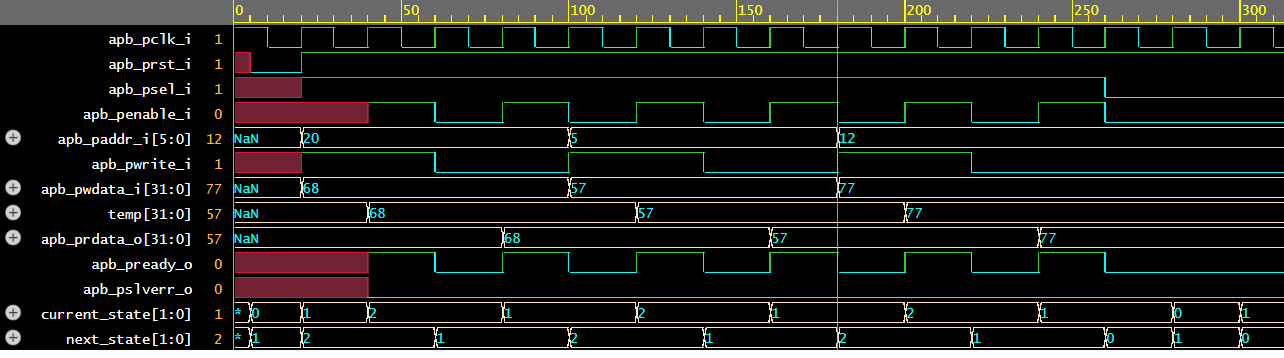 0 50 100 150 200 250 300
apb_pclk_i 1
apb_prst_i 1
apb_psel_i 1
apb_penable_i 0
apb_paddr_i[5:0] 12 NaN 20 5 12
apb_pwrite_i 1
apb_pwdata_i[31:0] 77 NaN 68 57 77
temp[31:0] 57 NaN 68 57 77
apb_prdata_o[31:0] 57 NaN 68 57 77
apb_pready_o 0
apb_pslverr_o 0
current_state[1:0] 1 * 0 1 2 1 2 1 2 1 0 1
next_state[1:0] 2 * 1 2 1 2 1 2 1 0 1 0